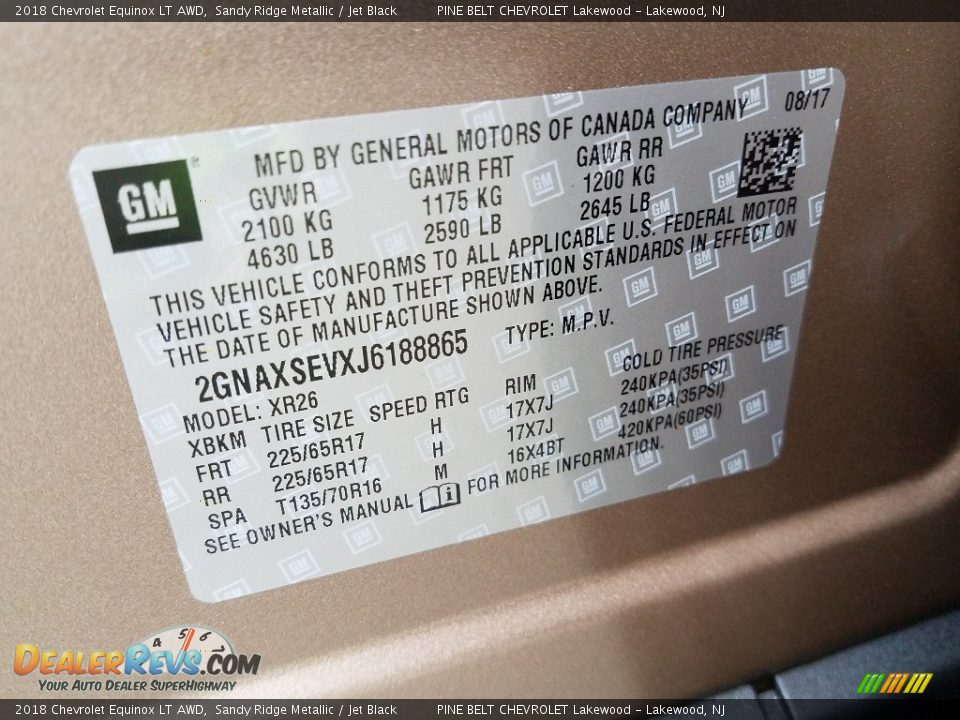 2018 Chevrolet Equinox LT AWD, Sandy Ridge Metallic / Jet Black PINE BELT CHEVROLET Lakewood - Lakewood, NJ
GM
MFD BY GENERAL MOTORS OF CANADA COMPANY 08/17
GVWR GAWR FRT GAWR RR
2100 KG 1175 KG 1200 KG
4630 LB 2590 LB 2645 LB
THIS VEHICLE CONFORMS TO ALL APPLICABLE U.S. FEDERAL MOTOR
VEHICLE SAFETY AND THEFT PREVENTION STANDARDS IN EFFECT ON
THE DATE OF MANUFACTURE SHOWN ABOVE.
2GNAXSEVXJ6188865 TYPE: M.P.V.
MODEL: XR26
XBKM TIRE SIZE SPEED RTG RIM COLD TIRE PRESSURE
FRT 225/65R17 H 17X7J 240KPA(35PSI)
RR 225/65R17 H 17X7J 240KPA(35PSI)
SPA T135/70R16 M 16X4BT 420KPA(60PSI)
SEE OWNER'S MANUAL FOR MORE INFORMATION.
4 5 6
DEALERREVS.COM
YOUR AUTO DEALER SUPERHIGHWAY
2018 Chevrolet Equinox LT AWD, Sandy Ridge Metallic / Jet Black PINE BELT CHEVROLET Lakewood - Lakewood, NJ